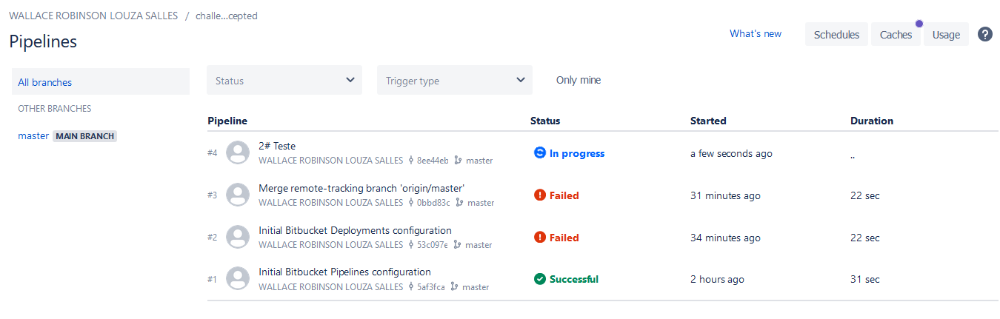 WALLACE ROBINSON LOUZA SALLES / challe...cepted
Pipelines
What's new
Schedules
Caches
Usage
?
All branches
OTHER BRANCHES
master MAIN BRANCH
Status
Trigger type
Only mine
Pipeline Status Started Duration
#4 2# Teste
WALLACE ROBINSON LOUZA SALLES 8ee44eb master
In progress a few seconds ago ..
#3 Merge remote-tracking branch 'origin/master'
WALLACE ROBINSON LOUZA SALLES 0bbd83c master
Failed 31 minutes ago 22 sec
#2 Initial Bitbucket Deployments configuration
WALLACE ROBINSON LOUZA SALLES 53c097e master
Failed 34 minutes ago 22 sec
#1 Initial Bitbucket Pipelines configuration
WALLACE ROBINSON LOUZA SALLES 5af3fca master
Successful 2 hours ago 31 sec